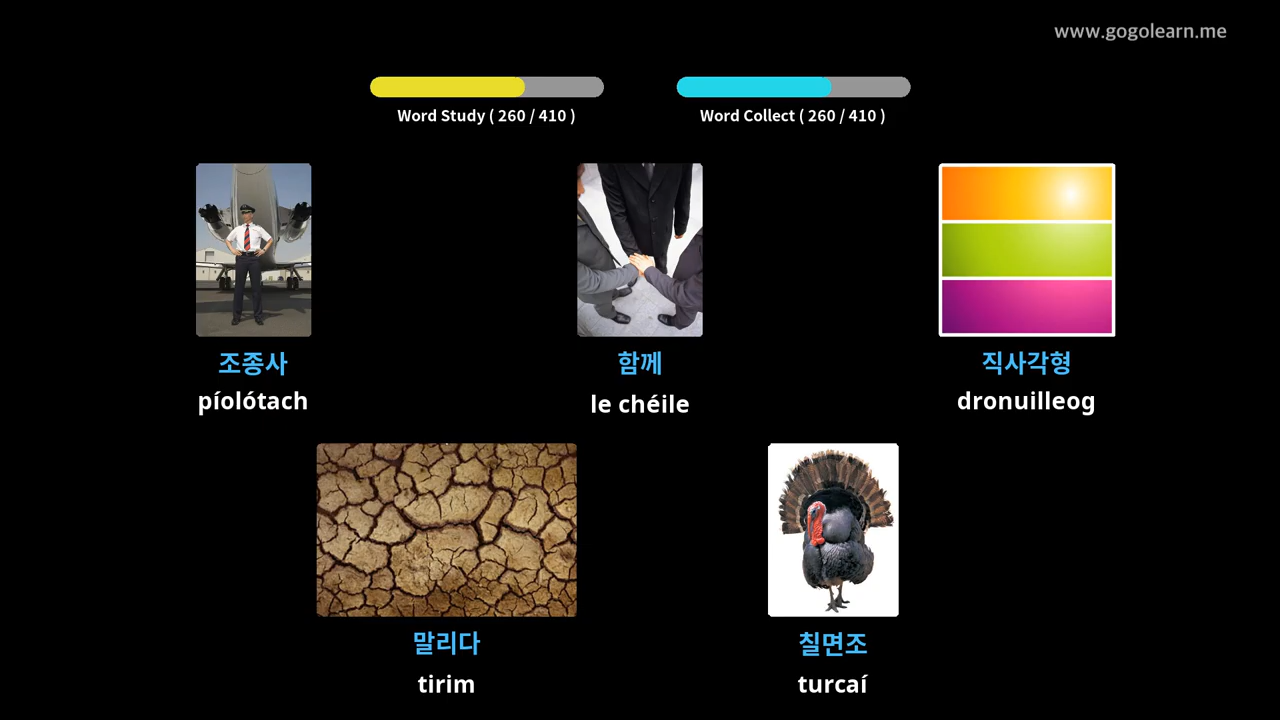 www.gogolearn.me
Word Study ( 260 / 410 )
Word Collect ( 260 / 410 )
조종사
píolótach
함께
le chéile
직사각형
dronuilleog
말리다
tirim
칠면조
turcaí